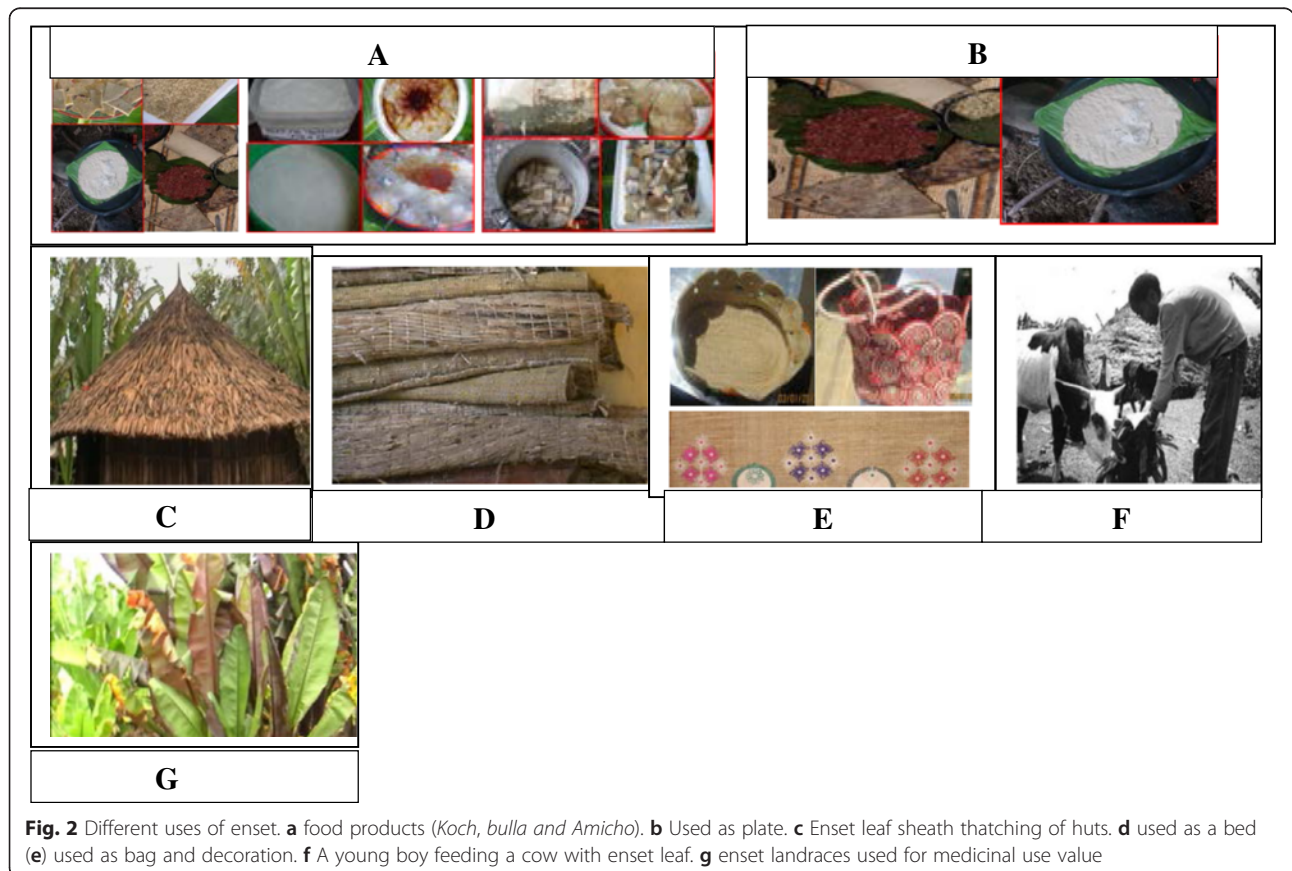 A
B
C
D
E
F
G
Fig. 2 Different uses of enset. a food products (Koch, bulla and Amicho). b Used as plate. c Enset leaf sheath thatching of huts. d used as a bed
(e) used as bag and decoration. f A young boy feeding a cow with enset leaf. g enset landraces used for medicinal use value